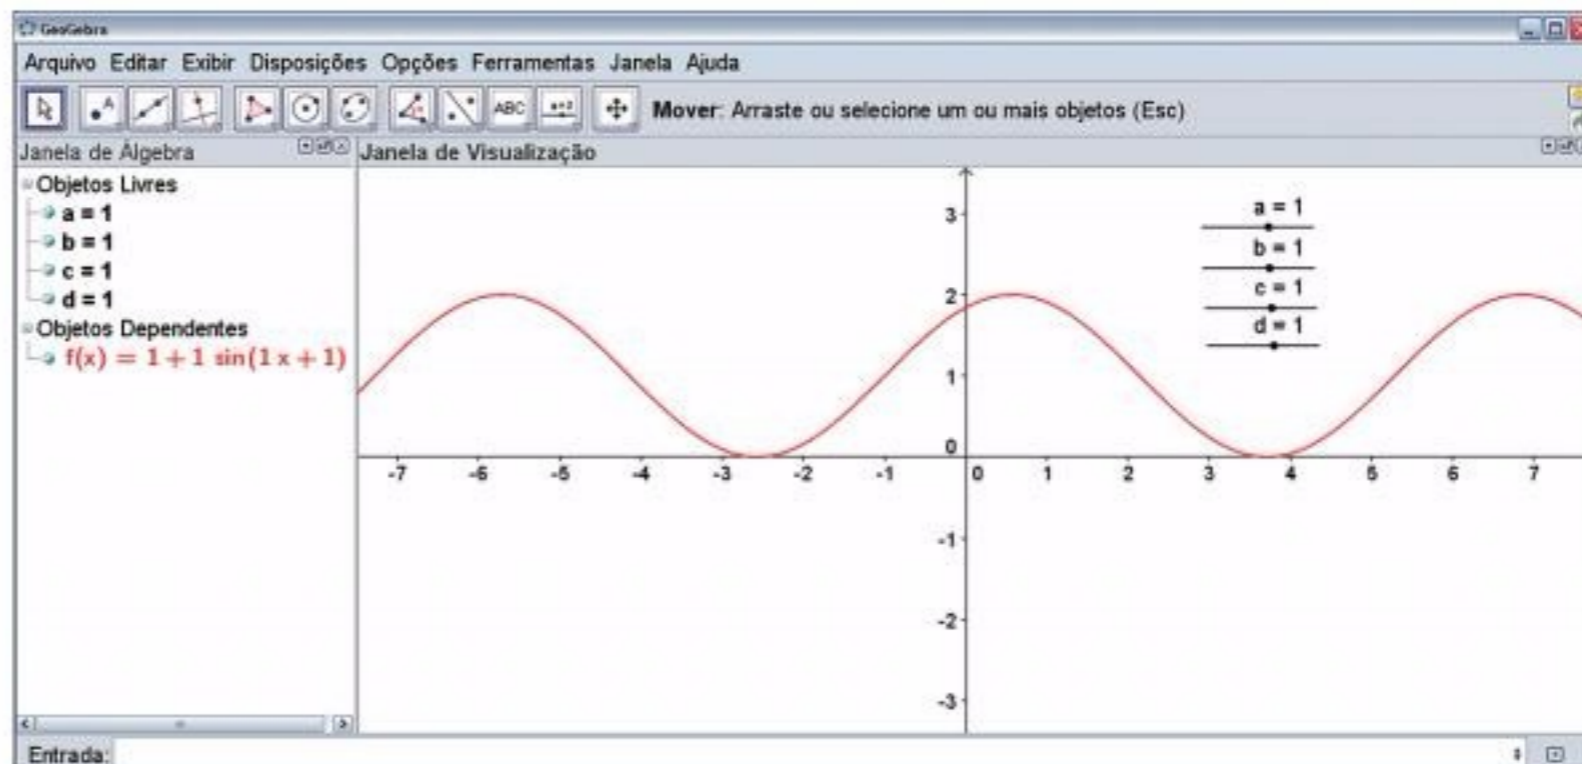 GeoGebra
Arquivo Editar Exibir Disposições Opções Ferramentas Janela Ajuda
A ABC a=2 Mover: Arraste ou selecione um ou mais objetos (Esc)
Janela de Álgebra
Janela de Visualização
Objetos Livres
a = 1
b = 1
c = 1
d = 1
Objetos Dependentes
f(x) = 1 + 1 sin(1 x + 1)
a = 1
b = 1
c = 1
d = 1
3
2
1
0
-7 -6 -5 -4 -3 -2 -1 0 1 2 3 4 5 6 7
-1
-2
-3
Entrada: